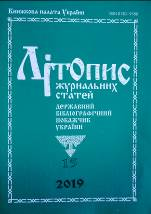 Книжкова палата України
Літопис
журнальних
статей
ДЕРЖАВНИЙ
БІБЛІОГРАФІЧНИЙ
ПОКАЖЧИК
УКРАЇНИ
15
2019